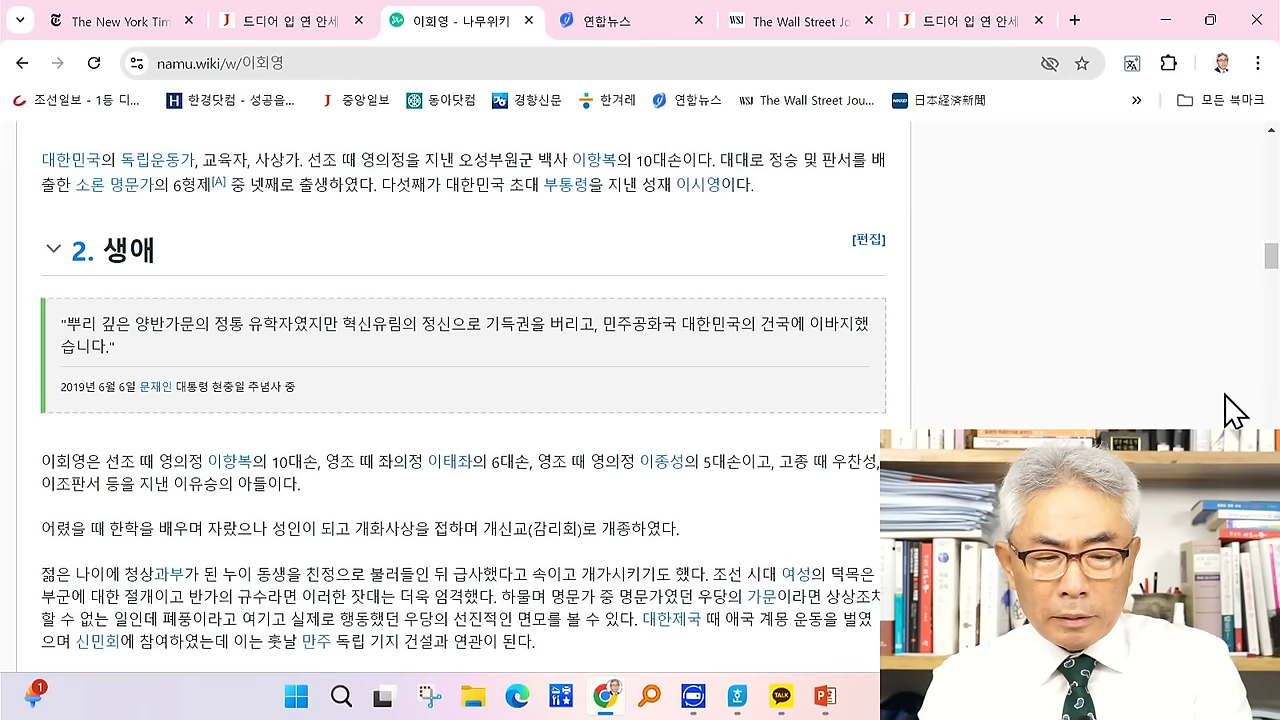 The New York Tim
드디어 입 연 안세
이회영 - 나무위키
연합뉴스
The Wall Street Jo
드디어 입 연 안세
namu.wiki/w/이회영
조선일보 - 1등 디...
한경닷컴 - 성공을...
중앙일보
동아닷컴
경향신문
한겨레
연합뉴스
The Wall Street Jou...
日本経済新聞
모든 북마크
대한민국의 독립운동가, 교육자, 사상가. 선조 때 영의정을 지낸 오성부원군 백사 이항복의 10대손이다. 대대로 정승 및 판서를 배
출한 소론 명문가의 6형제[A] 중 넷째로 출생하였다. 다섯째가 대한민국 초대 부통령을 지낸 성재 이시영이다.
2. 생애
[편집]
"뿌리 깊은 양반가문의 정통 유학자였지만 혁신유림의 정신으로 기득권을 버리고, 민주공화국 대한민국의 건국에 이바지했
습니다."
2019년 6월 6일 문재인 대통령 현충일 추념사 중
이회영은 선조 때 영의정 이항복의 10대손, 영조 때 좌의정 이태좌의 6대손, 영조 때 영의정 이종성의 5대손이고, 고종 때 우찬성,
이조판서 등을 지낸 이유승의 아들이다.
어렸을 때 한학을 배우며 자랐으나 성인이 되고 개화사상을 접하며 개신교(감리회)로 개종하였다.
젊은 나이에 청상과부가 된 누이 동생을 친정으로 불러들인 뒤 급사했다고 속이고 개가시키기도 했다. 조선 시대 여성의 덕목은
부군에 대한 절개이고 반가의 규수라면 이러한 잣대는 더욱 엄격했다. 하물며 명문가 중 명문가였던 우당의 가문이라면 상상조차
할 수 없는 일인데 폐풍이라고 여기고 실제로 행동했던 우당의 선진적인 면모를 볼 수 있다. 대한제국 때 애국 계몽 운동을 벌였
으며 신민회에 참여하였는데 이는 훗날 만주 독립 기지 건설과 연관이 된다.